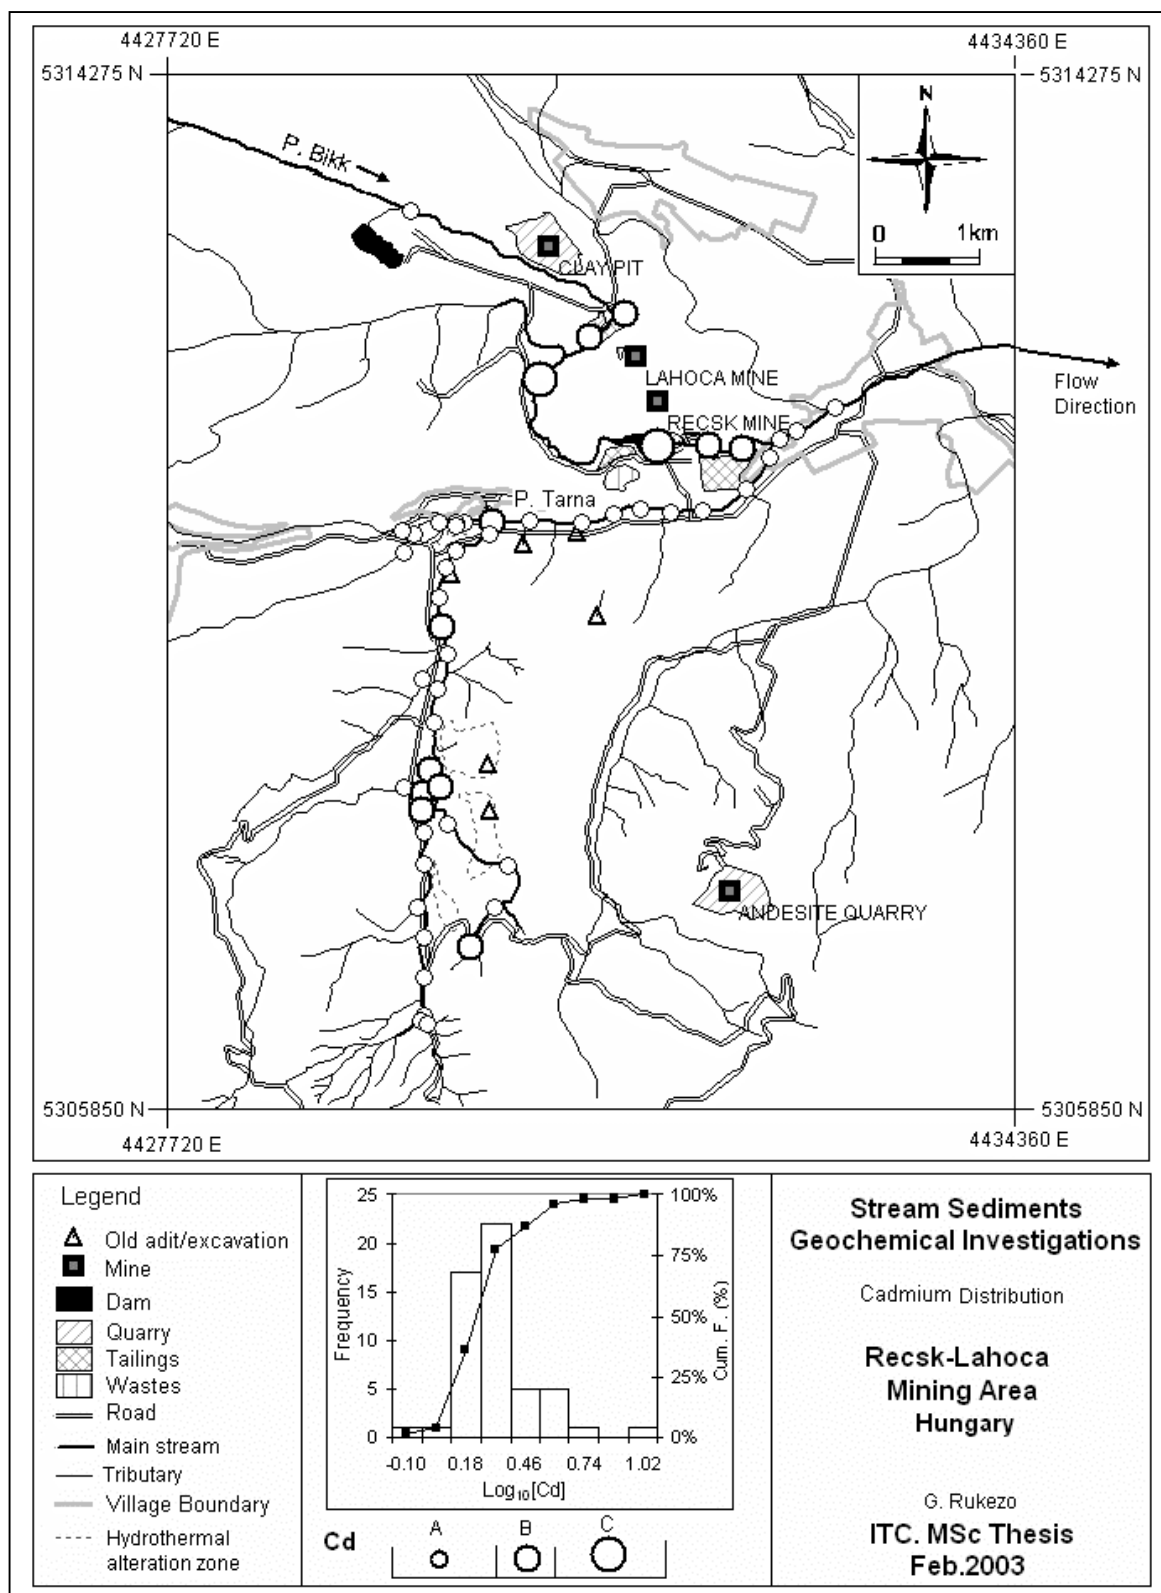 4427720 E
4434360 E
5314275 N
5314275 N
N
P. Bikk
0 1km
CLAY PIT
LAHOCA MINE
Flow
Direction
RECSK MINE
P. Tarna
ANDESITE QUARRY
5305850 N
5305850 N
4427720 E
4434360 E
Legend
Old adit/excavation
Mine
Dam
Quarry
Tailings
Wastes
Road
Main stream
Tributary
Village Boundary
Hydrothermal
alteration zone
25
20
15
10
5
0
Frequency
100%
75%
50%
25%
0%
Cum. F. (%)
-0.10 0.18 0.46 0.74 1.02
Log10[Cd]
Cd
A B C
Stream Sediments
Geochemical Investigations
Cadmium Distribution
Recsk-Lahoca
Mining Area
Hungary
G. Rukezo
ITC. MSc Thesis
Feb.2003